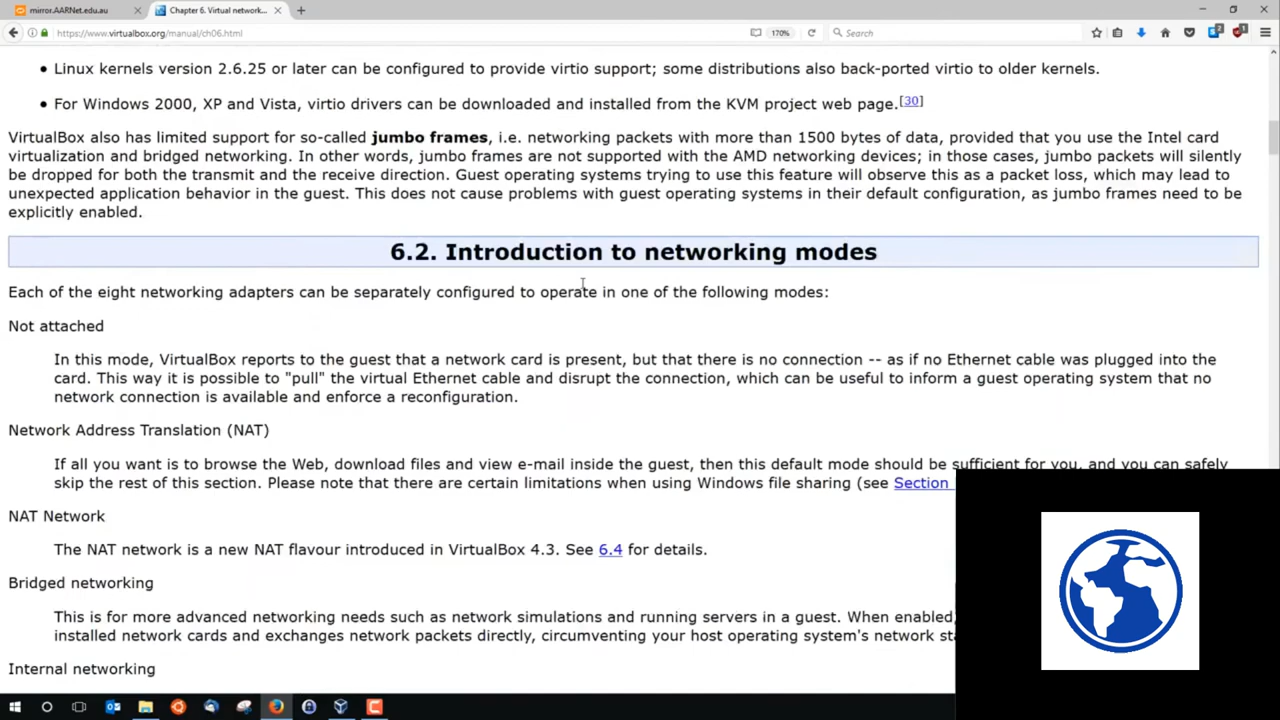 mirror.AARNet.edu.au
Chapter 6. Virtual network...
https://www.virtualbox.org/manual/ch06.html
170%
Search
2
1
• Linux kernels version 2.6.25 or later can be configured to provide virtio support; some distributions also back-ported virtio to older kernels.
• For Windows 2000, XP and Vista, virtio drivers can be downloaded and installed from the KVM project web page.[30]
VirtualBox also has limited support for so-called jumbo frames, i.e. networking packets with more than 1500 bytes of data, provided that you use the Intel card
virtualization and bridged networking. In other words, jumbo frames are not supported with the AMD networking devices; in those cases, jumbo packets will silently
be dropped for both the transmit and the receive direction. Guest operating systems trying to use this feature will observe this as a packet loss, which may lead to
unexpected application behavior in the guest. This does not cause problems with guest operating systems in their default configuration, as jumbo frames need to be
explicitly enabled.
6.2. Introduction to networking modes
Each of the eight networking adapters can be separately configured to operate in one of the following modes:
Not attached
In this mode, VirtualBox reports to the guest that a network card is present, but that there is no connection -- as if no Ethernet cable was plugged into the
card. This way it is possible to "pull" the virtual Ethernet cable and disrupt the connection, which can be useful to inform a guest operating system that no
network connection is available and enforce a reconfiguration.
Network Address Translation (NAT)
If all you want is to browse the Web, download files and view e-mail inside the guest, then this default mode should be sufficient for you, and you can safely
skip the rest of this section. Please note that there are certain limitations when using Windows file sharing (see Section
NAT Network
The NAT network is a new NAT flavour introduced in VirtualBox 4.3. See 6.4 for details.
Bridged networking
This is for more advanced networking needs such as network simulations and running servers in a guest. When enabled,
installed network cards and exchanges network packets directly, circumventing your host operating system's network
Internal networking